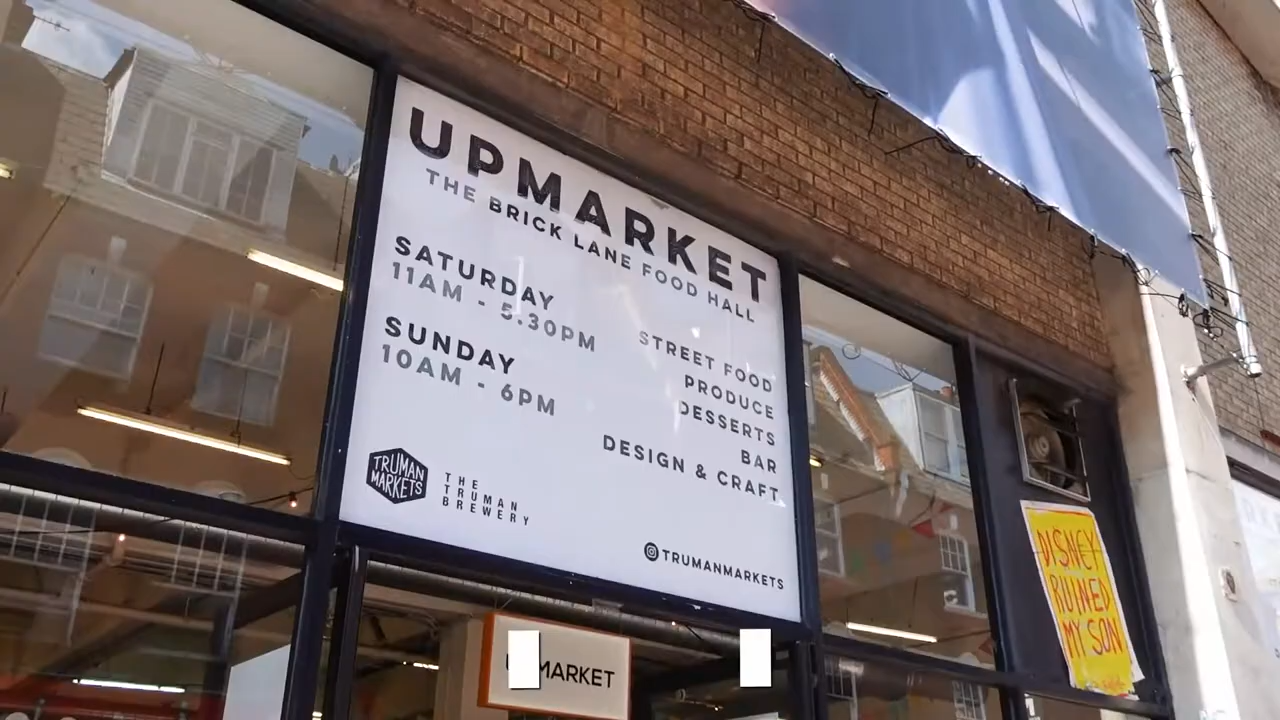 UPMARKET
THE BRICK LANE FOOD HALL
SATURDAY
11AM - 5.30PM
SUNDAY
10AM - 6PM
STREET FOOD
PRODUCE
DESSERTS
BAR
DESIGN & CRAFT
TRUMAN
MARKETS
THE
TRUMAN
BREWERY
TRUMANMARKETS
MARKET
DISNEY
RUINED
MY SON